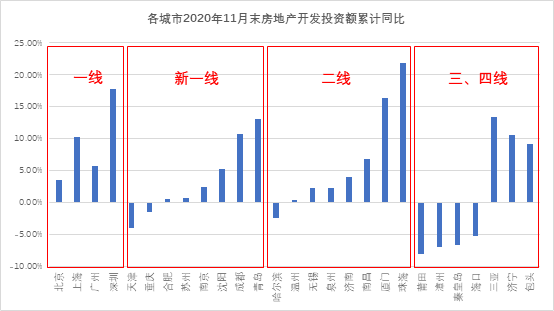 各城市2020年11月末房地产开发投资额累计同比
25.00%
20.00%
15.00%
10.00%
5.00%
0.00%
-5.00%
-10.00%
一线
新一线
二线
三、四线
北京
上海
广州
深圳
天津
重庆
合肥
苏州
南京
沈阳
成都
青岛
哈尔滨
温州
无锡
泉州
济南
南昌
厦门
珠海
莆田
漳州
秦皇岛
海口
三亚
济宁
包头